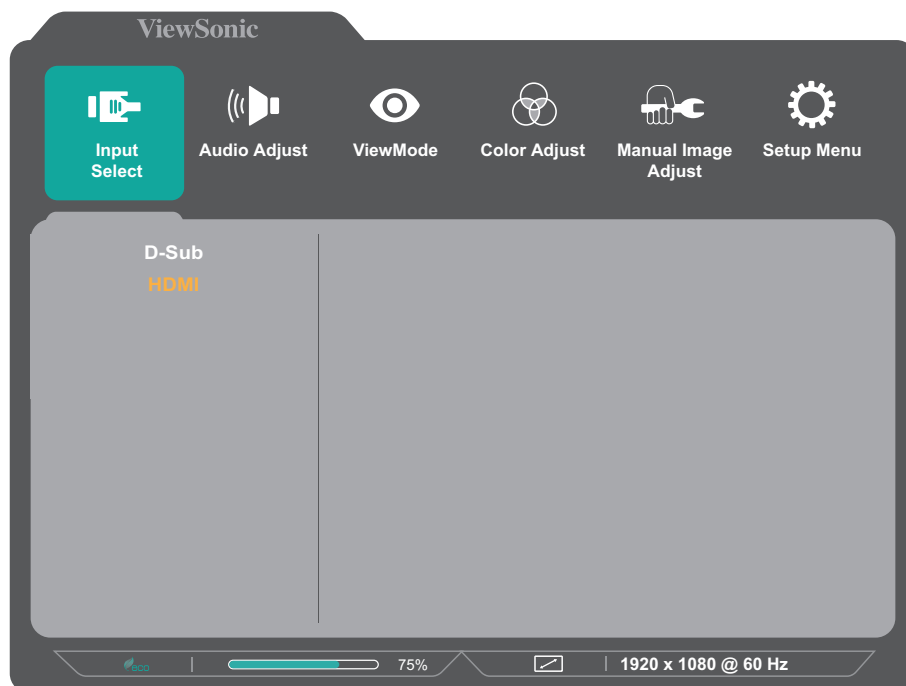 ViewSonic
Input
Select
Audio Adjust
ViewMode
Color Adjust
Manual Image
Adjust
Setup Menu
D-Sub
HDMI
eco
75%
1920 x 1080 @ 60 Hz